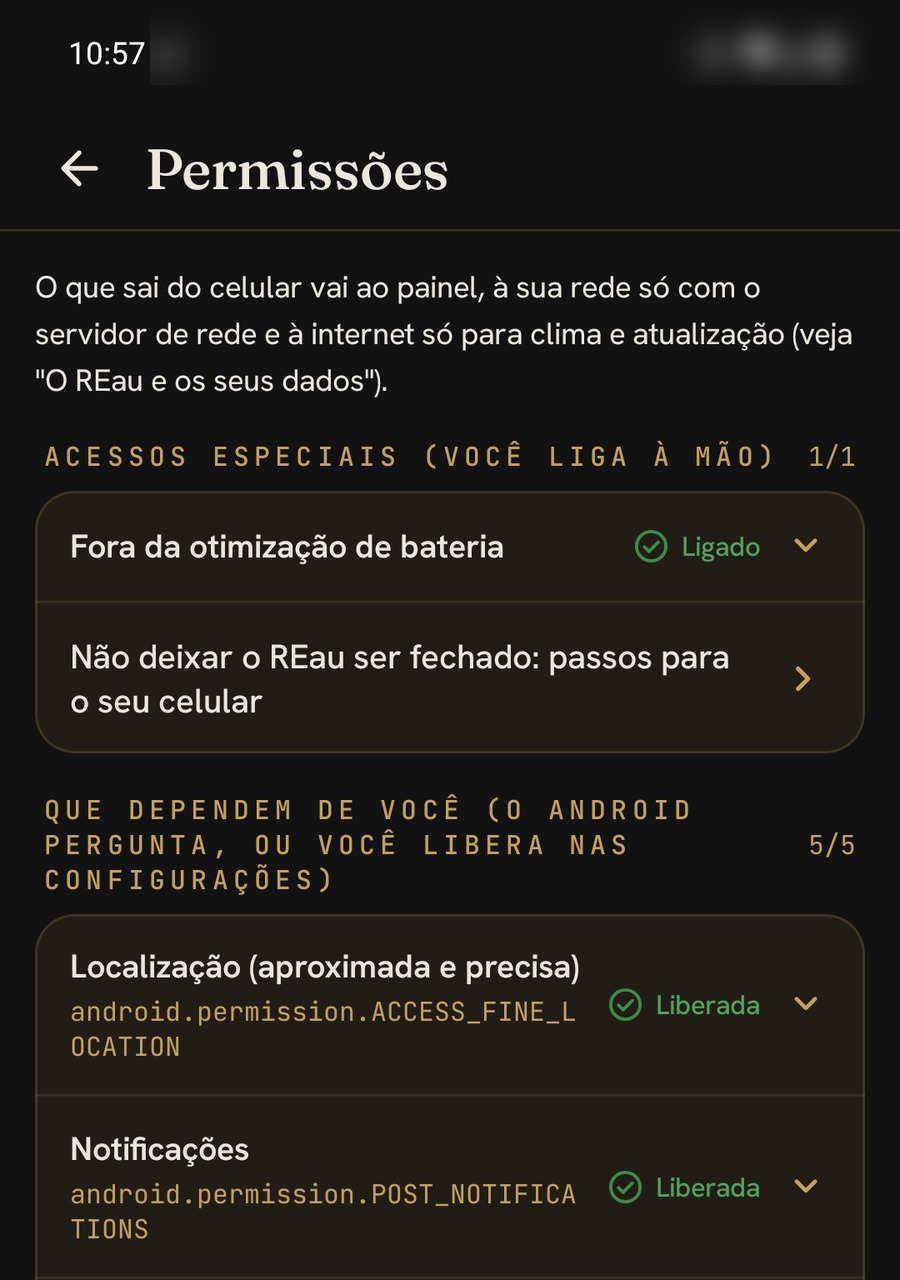 10:57
Permissões
O que sai do celular vai ao painel, à sua rede só com o
servidor de rede e à internet só para clima e atualização (veja
"O REau e os seus dados").
ACESSOS ESPECIAIS (VOCÊ LIGA À MÃO) 1/1
Fora da otimização de bateria Ligado
Não deixar o REau ser fechado: passos para
o seu celular
QUE DEPENDEM DE VOCÊ (O ANDROID
PERGUNTA, OU VOCÊ LIBERA NAS 5/5
CONFIGURAÇÕES)
Localização (aproximada e precisa)
android.permission.ACCESS_FINE_L Liberada
OCATION
Notificações
android.permission.POST_NOTIFICA Liberada
TIONS